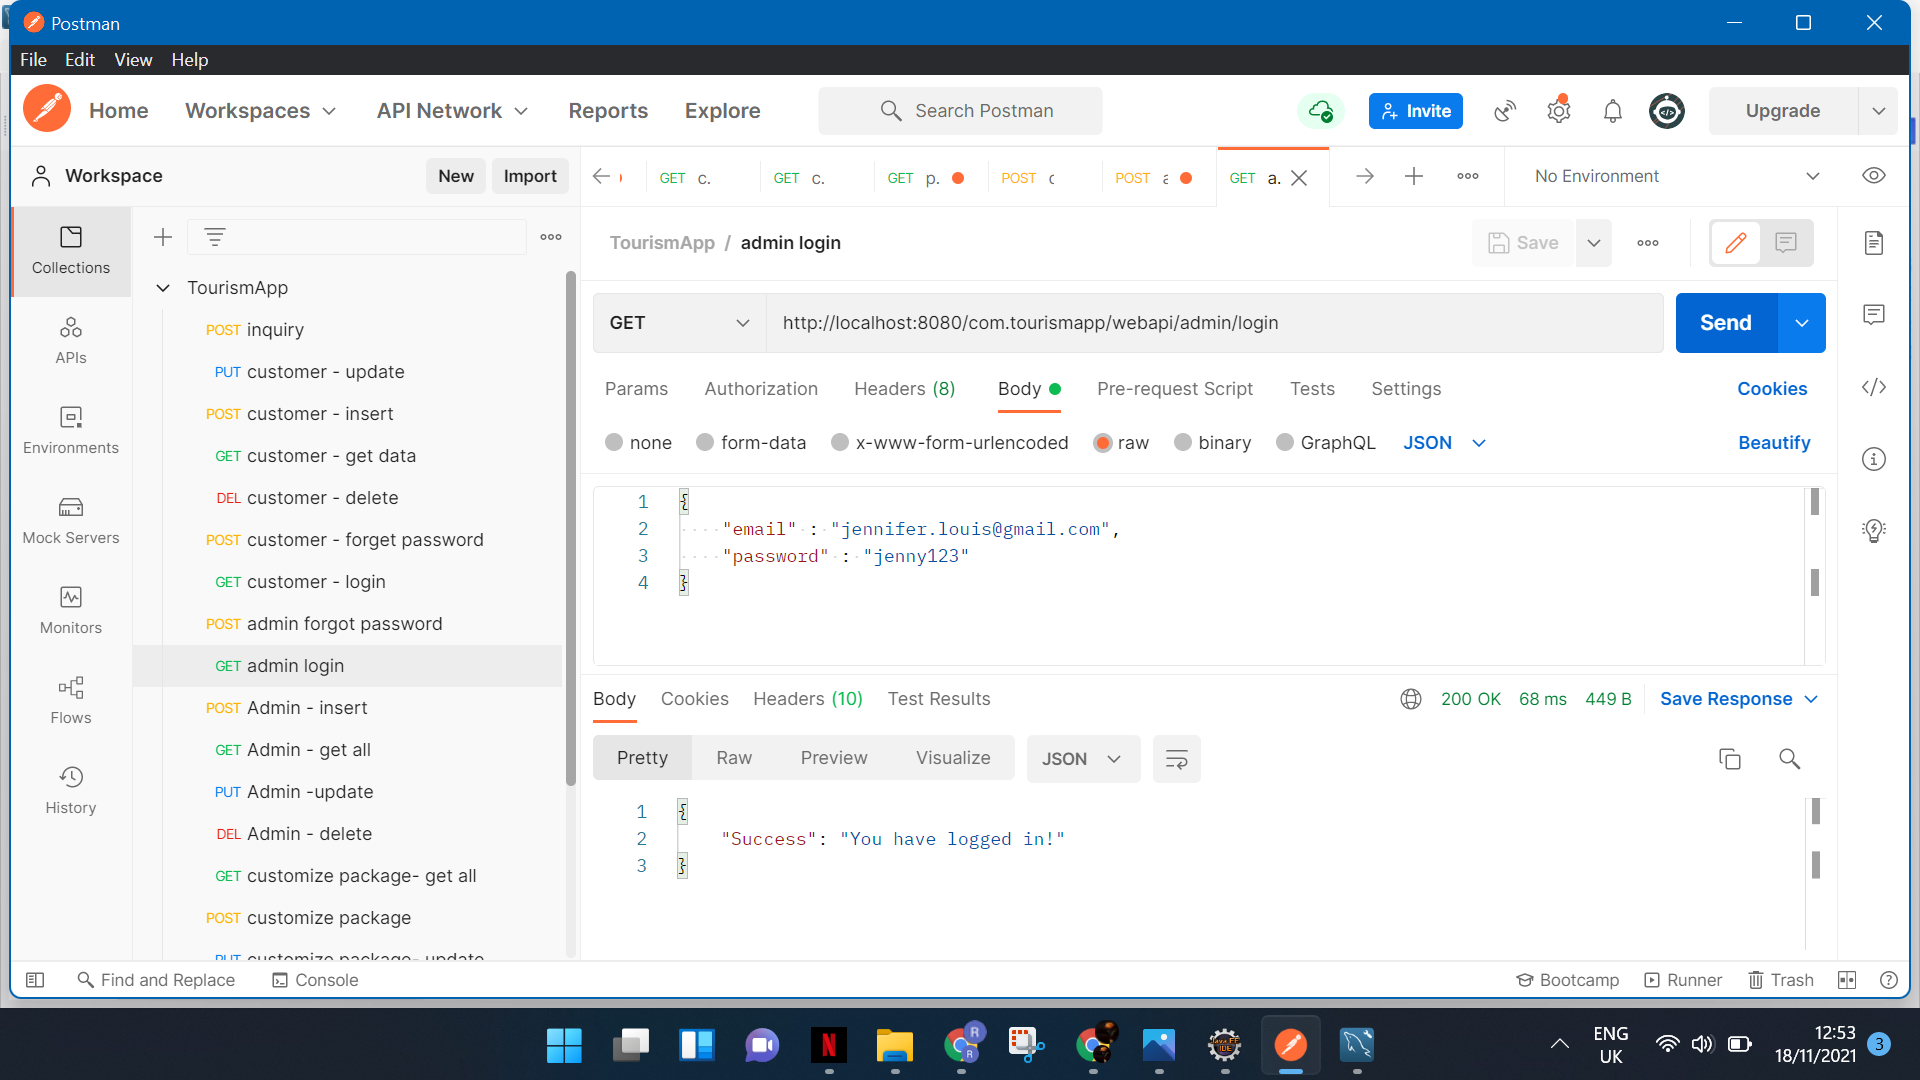 Postman
File Edit View Help
Home Workspaces API Network Reports Explore Search Postman Invite Upgrade
Workspace New Import GET c. GET c. GET p. POST POST GET a. No Environment
Collections
APIs
Environments
Mock Servers
Monitors
Flows
History
TourismApp
POST inquiry
PUT customer - update
POST customer - insert
GET customer - get data
DEL customer - delete
POST customer - forget password
GET customer - login
POST admin forgot password
GET admin login
POST Admin - insert
GET Admin - get all
PUT Admin -update
DEL Admin - delete
GET customize package- get all
POST customize package
PUT customize package- update
TourismApp / admin login Save
GET http://localhost:8080/com.tourismapp/webapi/admin/login Send
Params Authorization Headers (8) Body Pre-request Script Tests Settings Cookies
none form-data x-www-form-urlencoded raw binary GraphQL JSON Beautify
1 {
2 "email" : "jennifer.louis@gmail.com",
3 "password" : "jenny123"
4 }
Body Cookies Headers (10) Test Results 200 OK 68 ms 449 B Save Response
Pretty Raw Preview Visualize JSON
1 {
2 "Success": "You have logged in!"
3 }
Find and Replace Console Bootcamp Runner Trash
R
R
N
Java EE
IDE
ENG
UK
12:53
18/11/2021
3